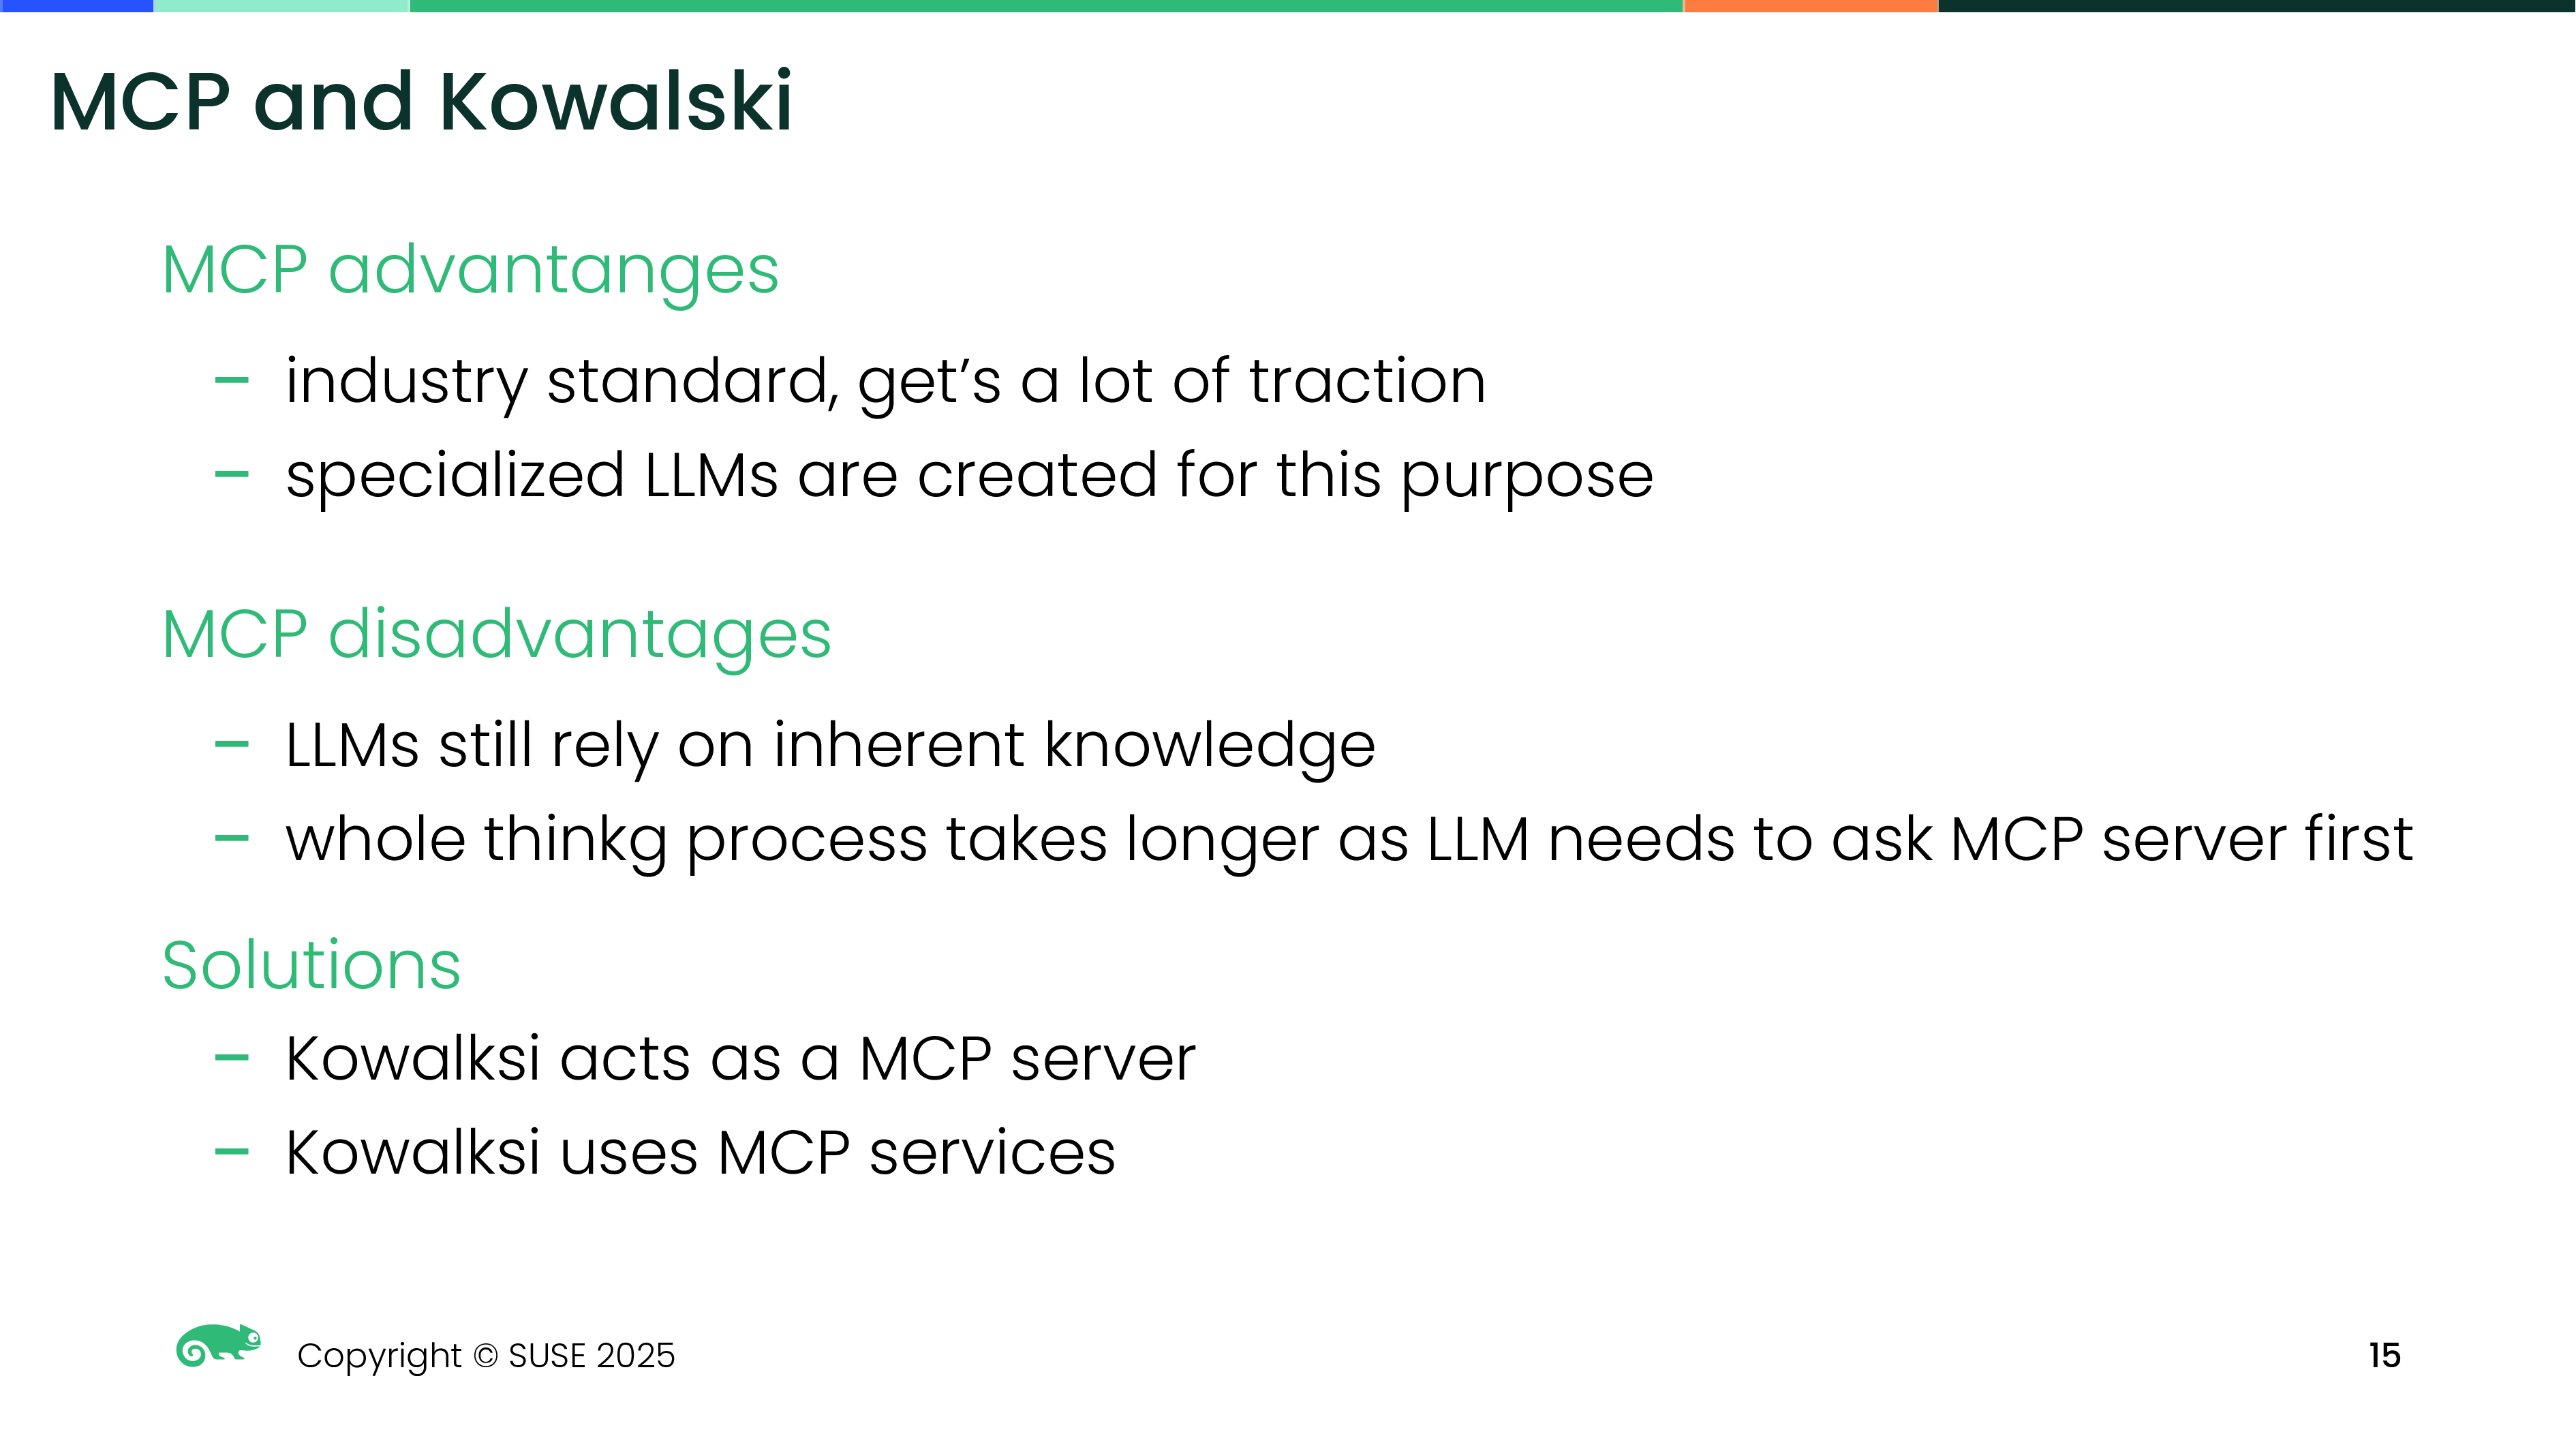 MCP and Kowalski
MCP advantanges
– industry standard, get’s a lot of traction
– specialized LLMs are created for this purpose
MCP disadvantages
– LLMs still rely on inherent knowledge
– whole thinkg process takes longer as LLM needs to ask MCP server first
Solutions
– Kowalksi acts as a MCP server
– Kowalksi uses MCP services
Copyright © SUSE 2025
15